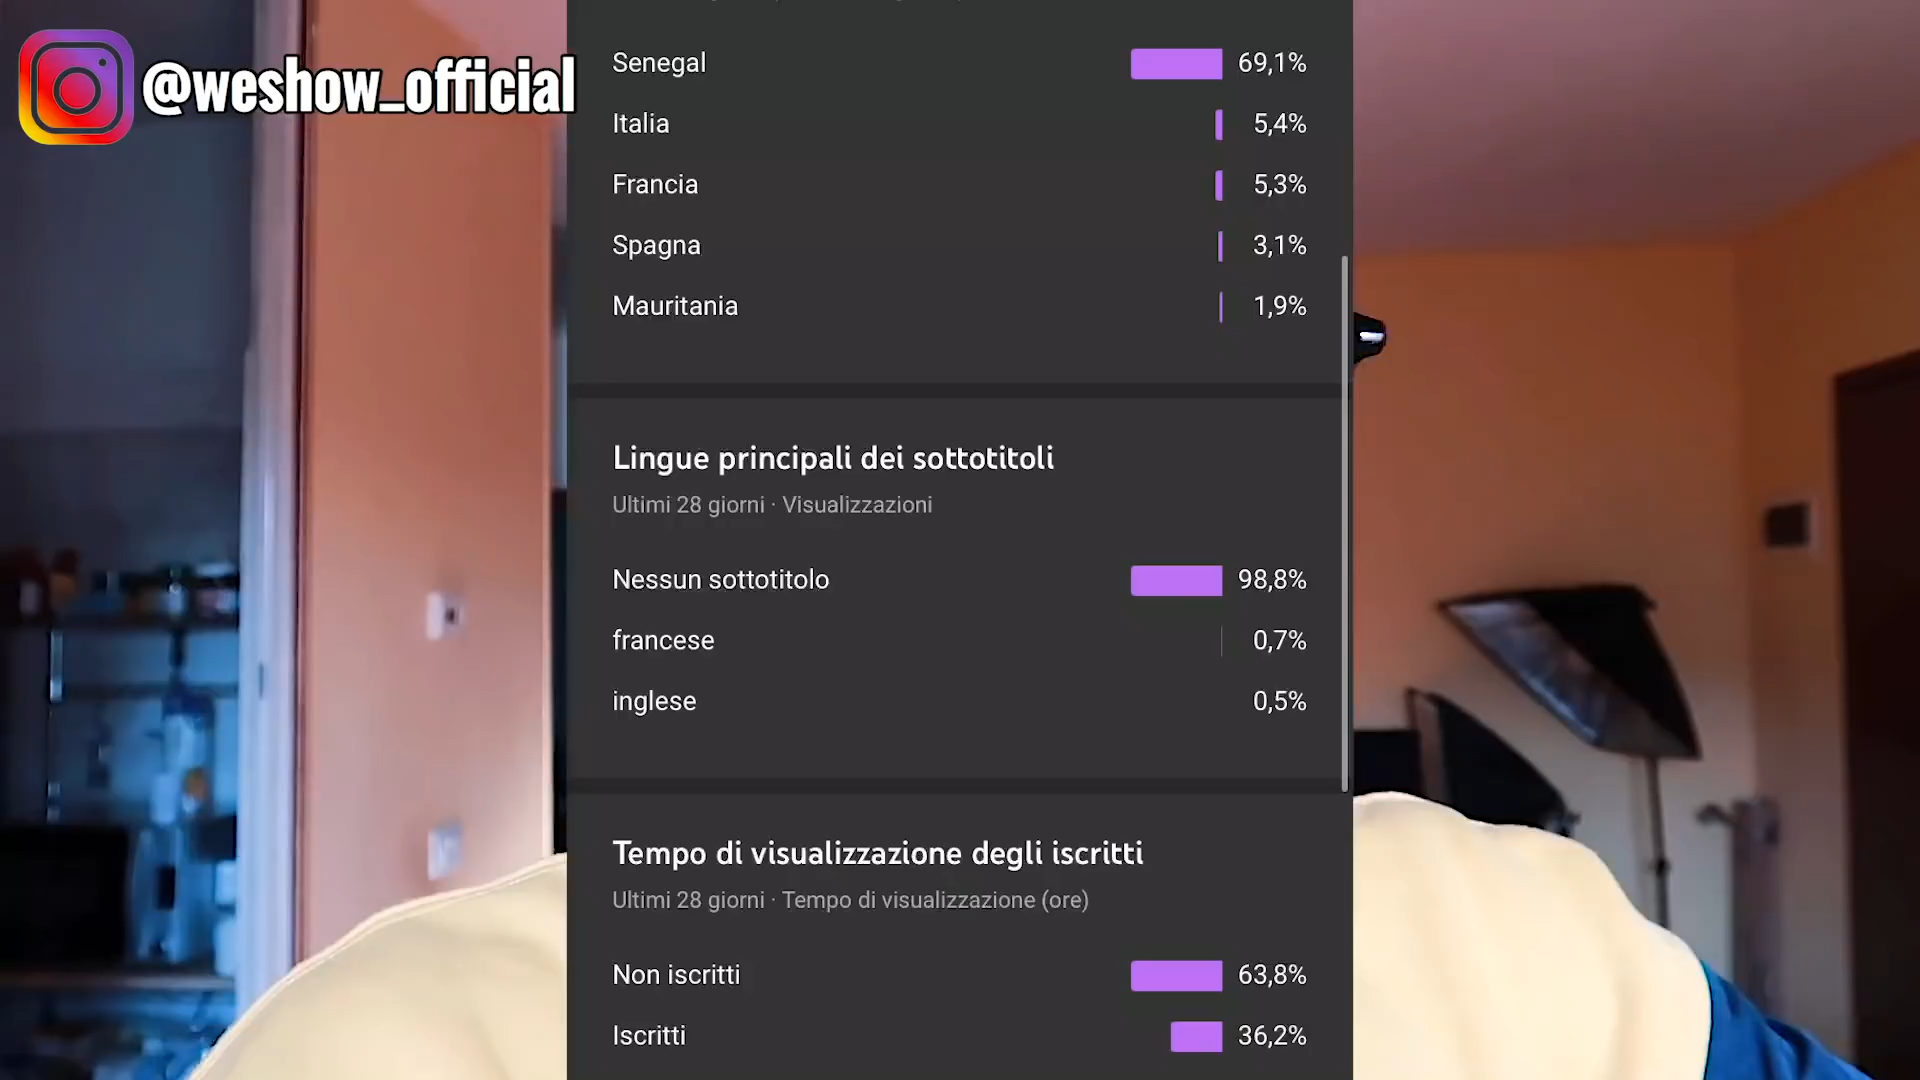 @weshow_official
Senegal 69,1%
Italia 5,4%
Francia 5,3%
Spagna 3,1%
Mauritania 1,9%
Lingue principali dei sottotitoli
Ultimi 28 giorni · Visualizzazioni
Nessun sottotitolo 98,8%
francese 0,7%
inglese 0,5%
Tempo di visualizzazione degli iscritti
Ultimi 28 giorni · Tempo di visualizzazione (ore)
Non iscritti 63,8%
Iscritti 36,2%